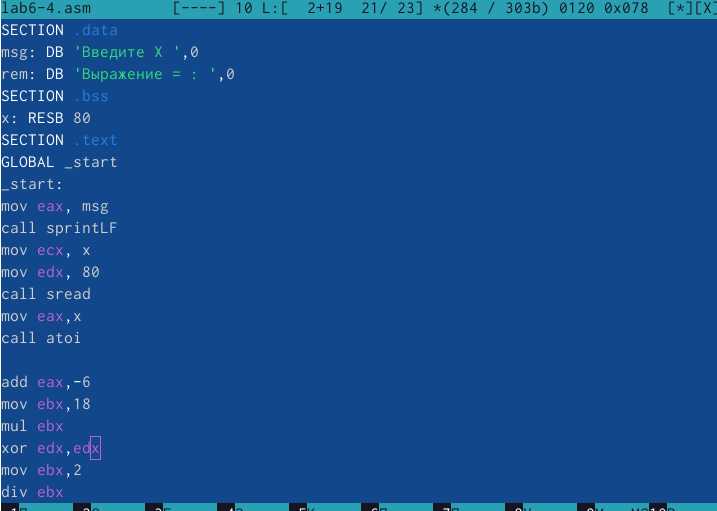 lab6-4.asm [----] 10 L:[ 2+19 21/ 23] *(284 / 303b) 0120 0x078 [*][X]
SECTION .data
msg: DB 'Введите X ',0
rem: DB 'Выражение = : ',0
SECTION .bss
x: RESB 80
SECTION .text
GLOBAL _start
_start:
mov eax, msg
call sprintLF
mov ecx, x
mov edx, 80
call sread
mov eax,x
call atoi
add eax,-6
mov ebx,18
mul ebx
xor edx,edx
mov ebx,2
div ebx